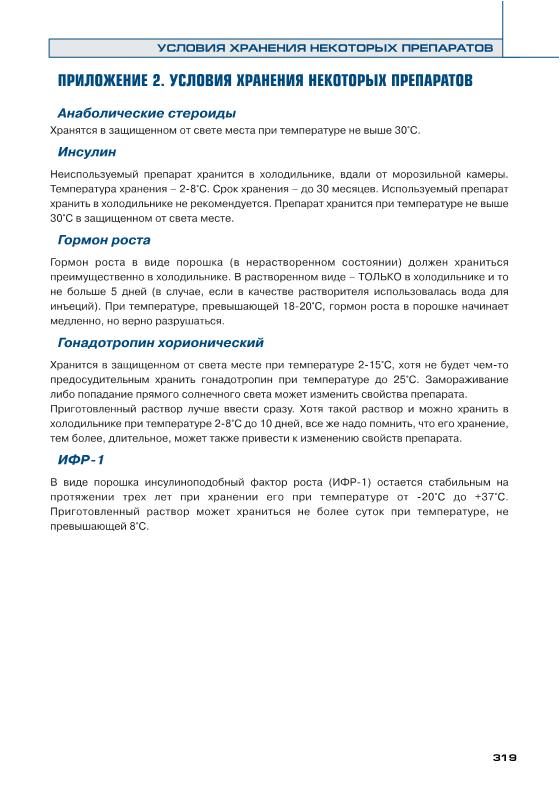 УСЛОВИЯ ХРАНЕНИЯ НЕКОТОРЫХ ПРЕПАРАТОВ
ПРИЛОЖЕНИЕ 2. УСЛОВИЯ ХРАНЕНИЯ НЕКОТОРЫХ ПРЕПАРАТОВ
Анаболические стероиды
Хранятся в защищенном от свете места при температуре не выше 30°С.
Инсулин
Неиспользуемый препарат хранится в холодильнике, вдали от морозильной камеры.
Температура хранения – 2-8°С. Срок хранения – до 30 месяцев. Используемый препарат
хранить в холодильнике не рекомендуется. Препарат хранится при температуре не выше
30°С в защищенном от света месте.
Гормон роста
Гормон роста в виде порошка (в нерастворенном состоянии) должен храниться
преимущественно в холодильнике. В растворенном виде – ТОЛЬКО в холодильнике и то
не больше 5 дней (в случае, если в качестве растворителя использовалась вода для
инъеций). При температуре, превышающей 18-20°С, гормон роста в порошке начинает
медленно, но верно разрушаться.
Гонадотропин хорионический
Хранится в защищенном от света месте при температуре 2-15°С, хотя не будет чем-то
предосудительным хранить гонадотропин при температуре до 25°С. Замораживание
либо попадание прямого солнечного света может изменить свойства препарата.
Приготовленный раствор лучше ввести сразу. Хотя такой раствор и можно хранить в
холодильнике при температуре 2-8°С до 10 дней, все же надо помнить, что его хранение,
тем более, длительное, может также привести к изменению свойств препарата.
ИФР-1
В виде порошка инсулиноподобный фактор роста (ИФР-1) остается стабильным на
протяжении трех лет при хранении его при температуре от -20°С до +37°С.
Приготовленный раствор может храниться не более суток при температуре, не
превышающей 8°С.
319